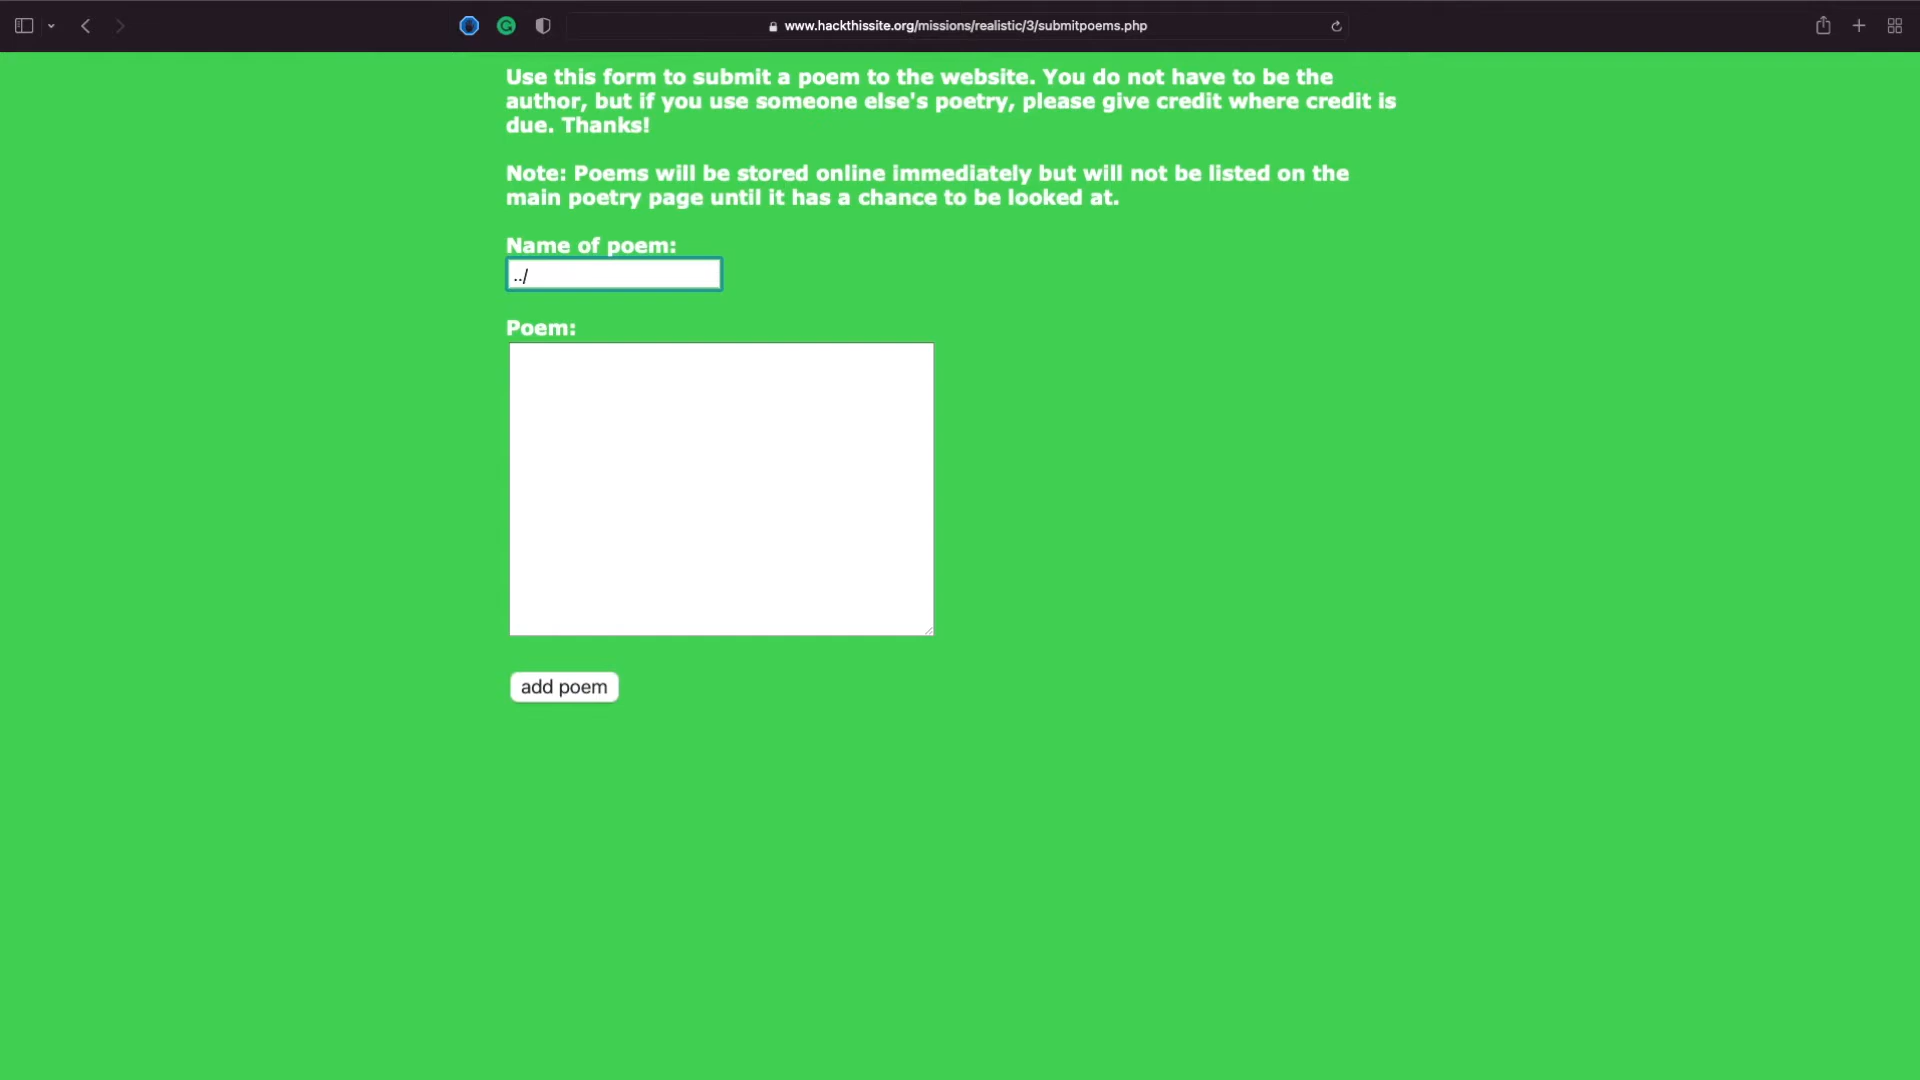 www.hackthissite.org/missions/realistic/3/submitpoems.php
Use this form to submit a poem to the website. You do not have to be the
author, but if you use someone else's poetry, please give credit where credit is
due. Thanks!
Note: Poems will be stored online immediately but will not be listed on the
main poetry page until it has a chance to be looked at.
Name of poem:
../
Poem:
add poem